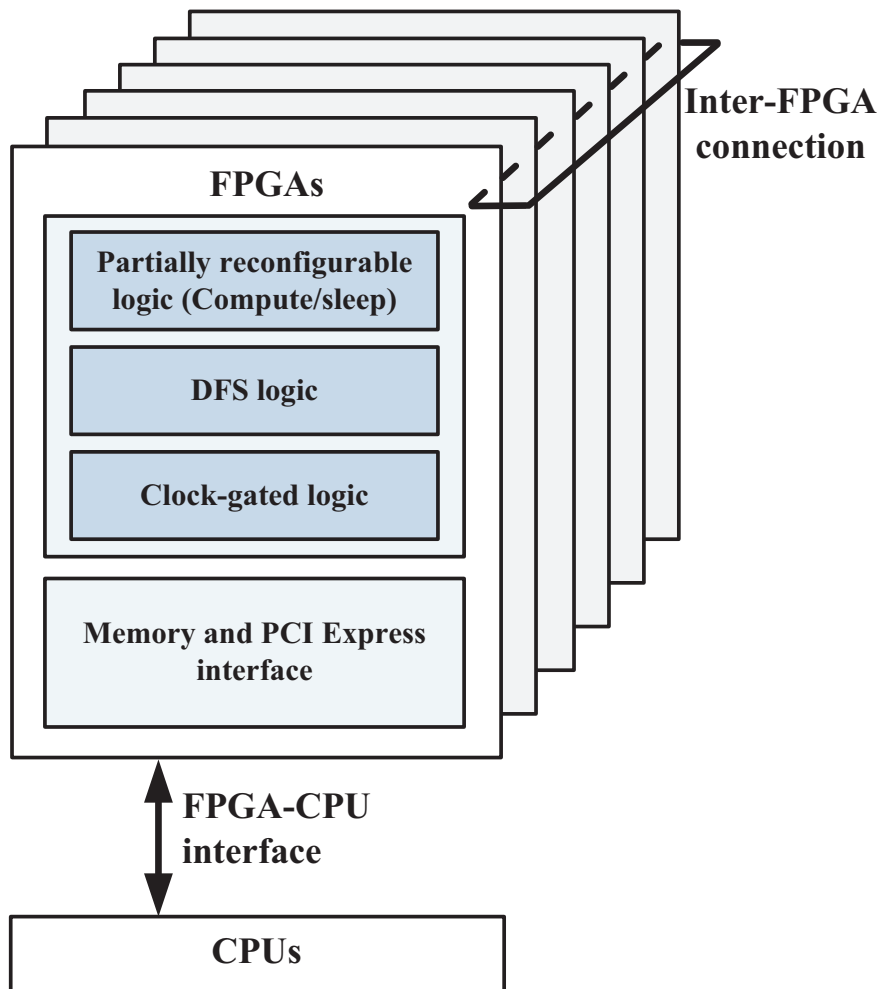 Inter-FPGA
connection
FPGAs
Partially reconfigurable
logic (Compute/sleep)
DFS logic
Clock-gated logic
Memory and PCI Express
interface
FPGA-CPU
interface
CPUs